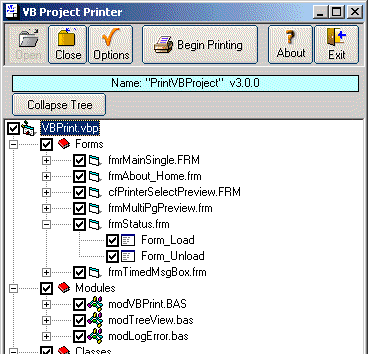 VB Project Printer
Open Close Options Begin Printing About Exit
Name: "PrintVBProject" v3.0.0
Collapse Tree
VBPrint.vbp
Forms
fmrMainSingle.FRM
frmAbout_Home.frm
cfPrinterSelectPreview.FRM
frmMultiPgPreview.frm
frmStatus.frm
Form_Load
Form_Unload
frmTimedMsgBox.frm
Modules
modVBPrint.BAS
modTreeView.bas
modLogError.bas
Classes